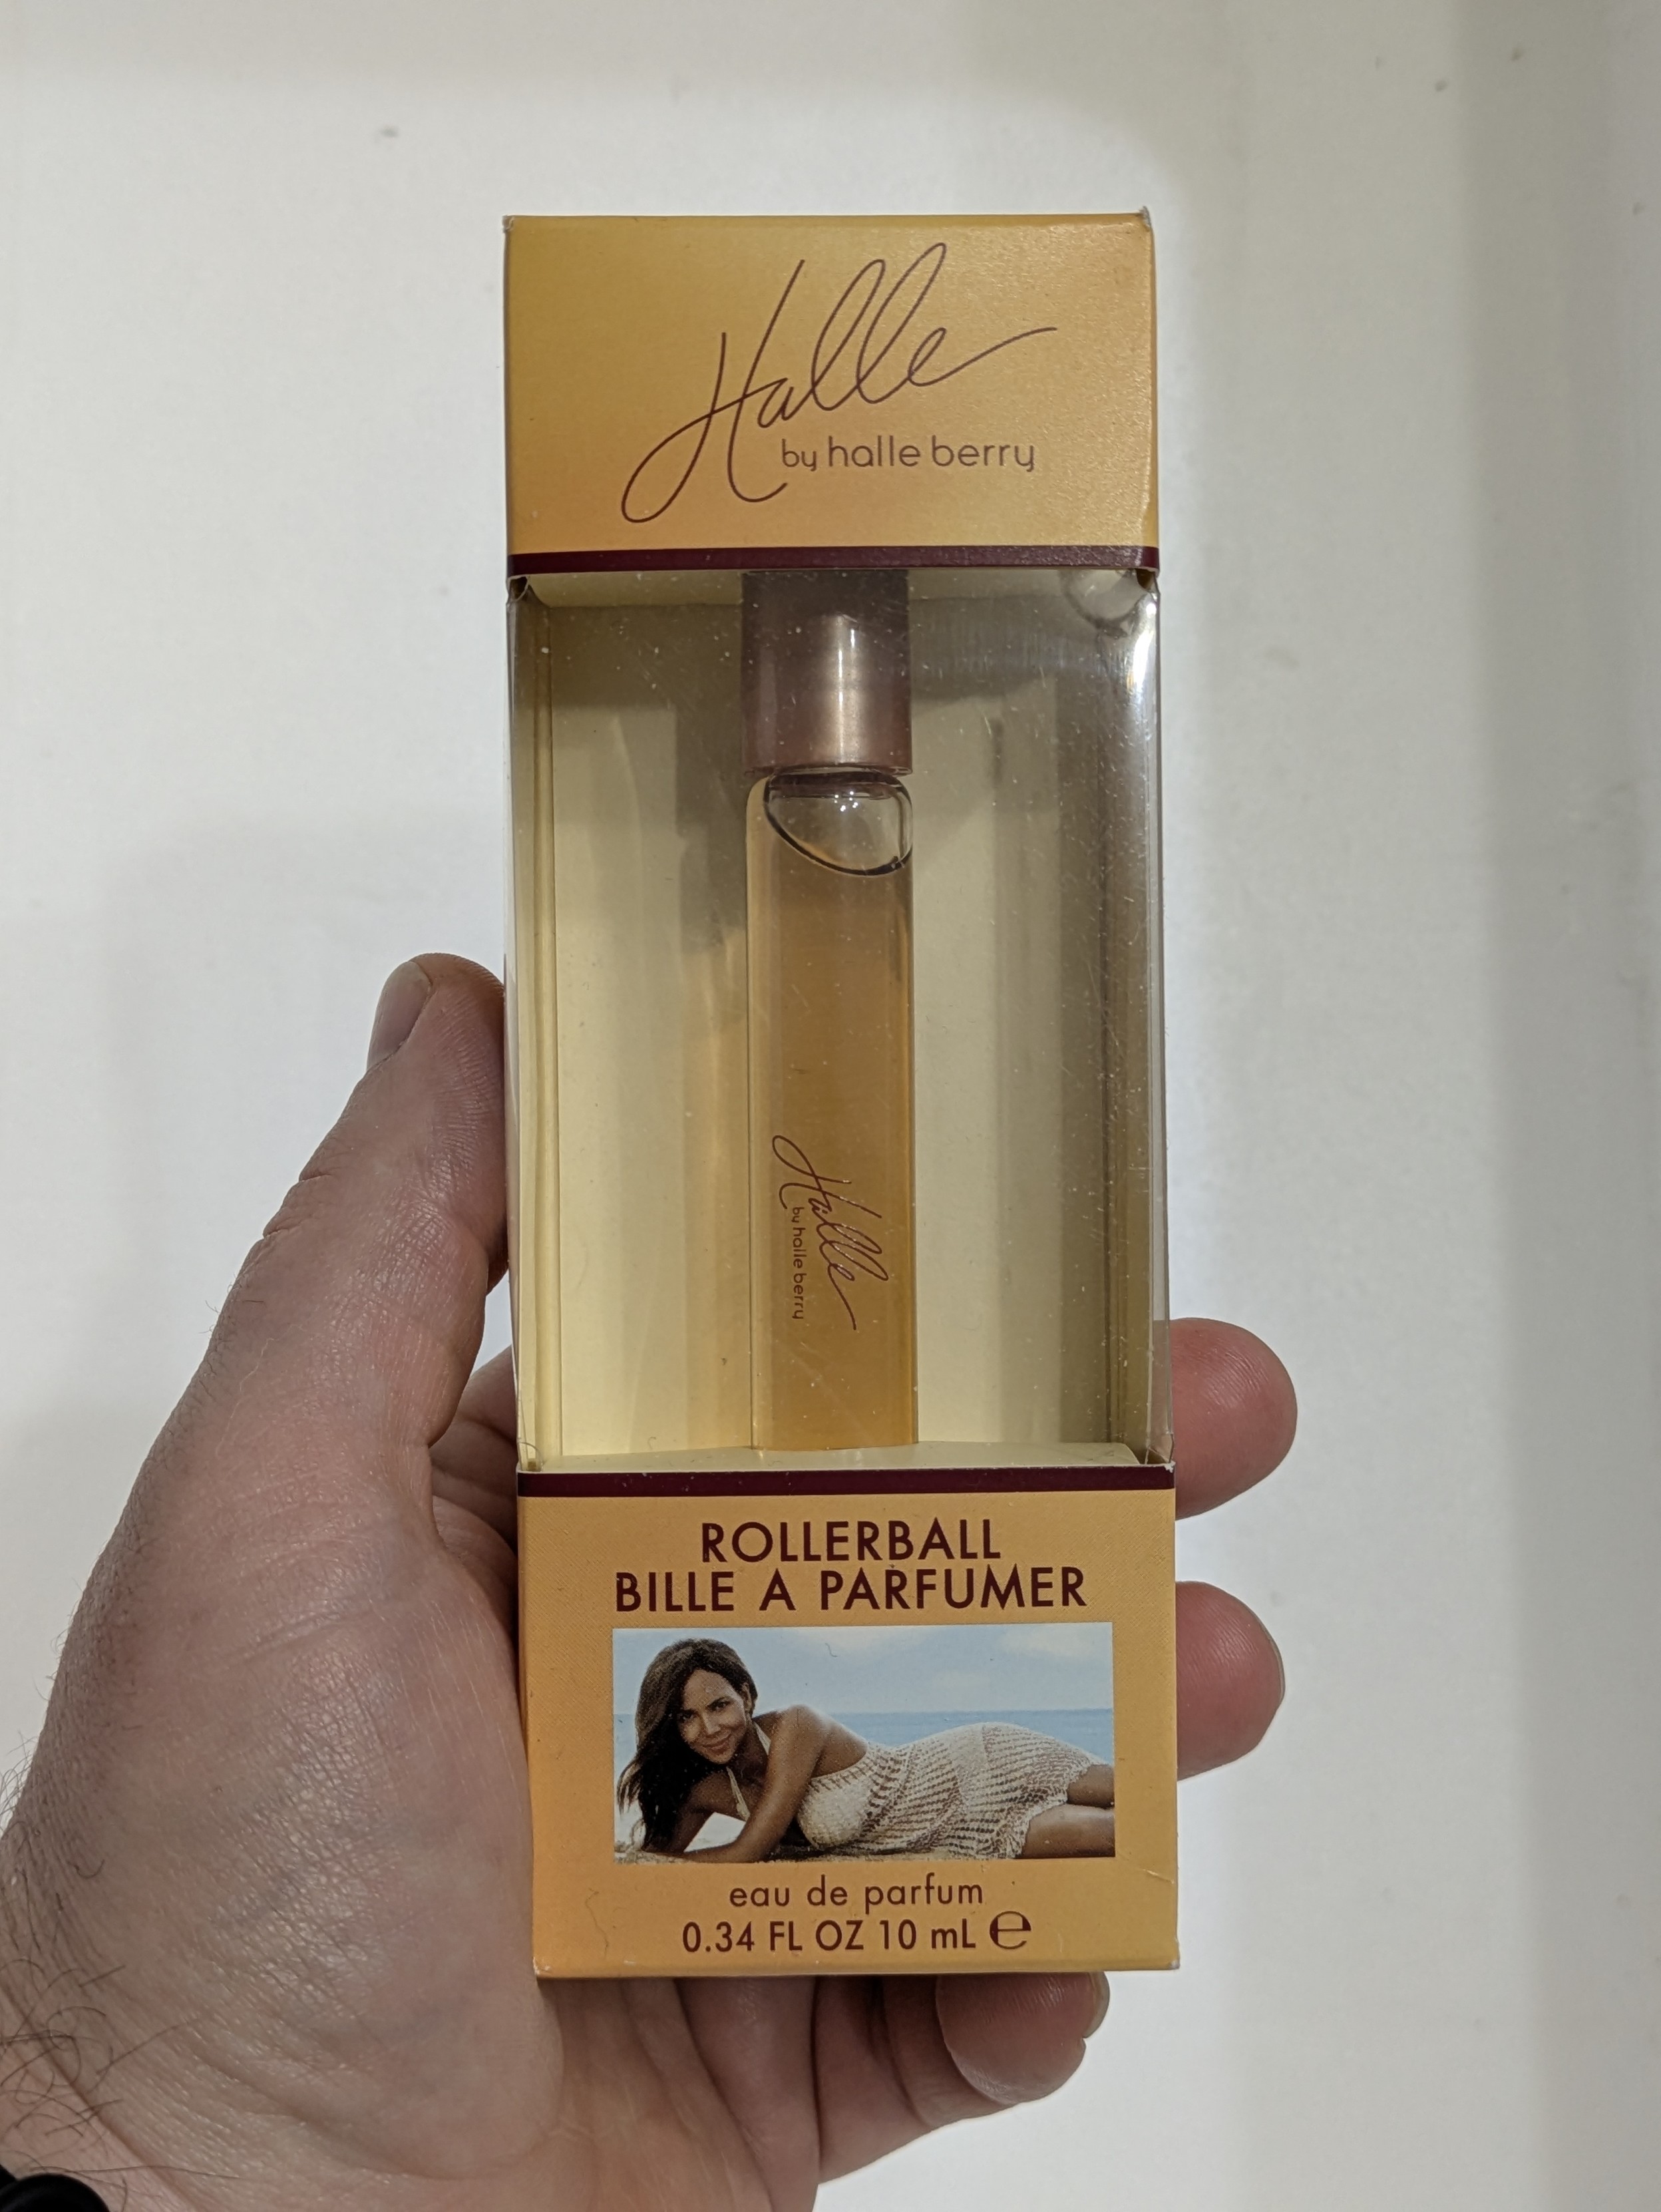 Halle
by halle berry
Halle
by halle berry
ROLLERBALL
BILLE A PARFUMER
eau de parfum
0.34 FL OZ 10 mL ℮